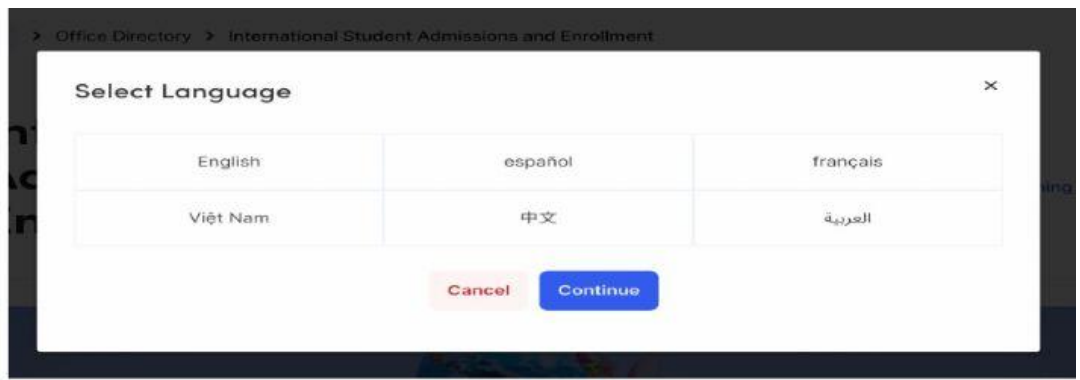 > Office Directory > International Student Admissions and Enrollment
Select Language
×
English español français
Việt Nam 中文 العربية
Cancel Continue